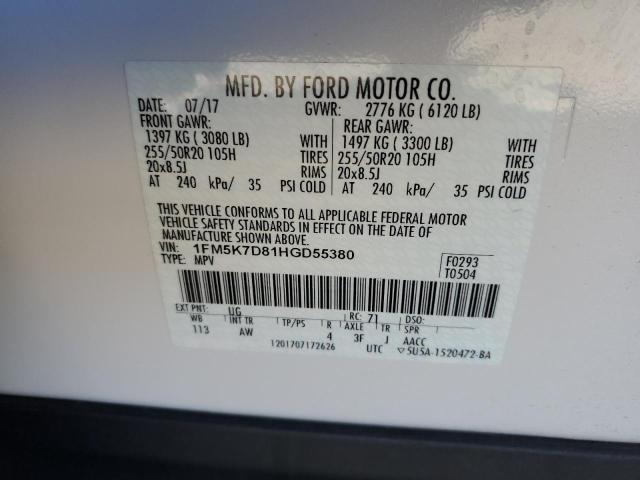 MFD. BY FORD MOTOR CO.
DATE: 07/17 GVWR: 2776 KG ( 6120 LB)
FRONT GAWR: REAR GAWR:
1397 KG ( 3080 LB) WITH 1497 KG ( 3300 LB) WITH
255/50R20 105H TIRES 255/50R20 105H TIRES
20x8.5J RIMS 20x8.5J RIMS
AT 240 kPa/ 35 PSI COLD AT 240 kPa/ 35 PSI COLD
THIS VEHICLE CONFORMS TO ALL APPLICABLE FEDERAL MOTOR
VEHICLE SAFETY STANDARDS IN EFFECT ON THE DATE OF
MANUFACTURE SHOWN ABOVE.
VIN: 1FM5K7D81HGD55380 F0293
TYPE: MPV T0504
EXT PNT: UG RC: 71 DSO:
WB INT TR TP/PS R AXLE TR SPR
113 AW 4 3F J AACC
1201707172626 UTC ▽5U5A-1520472-BA